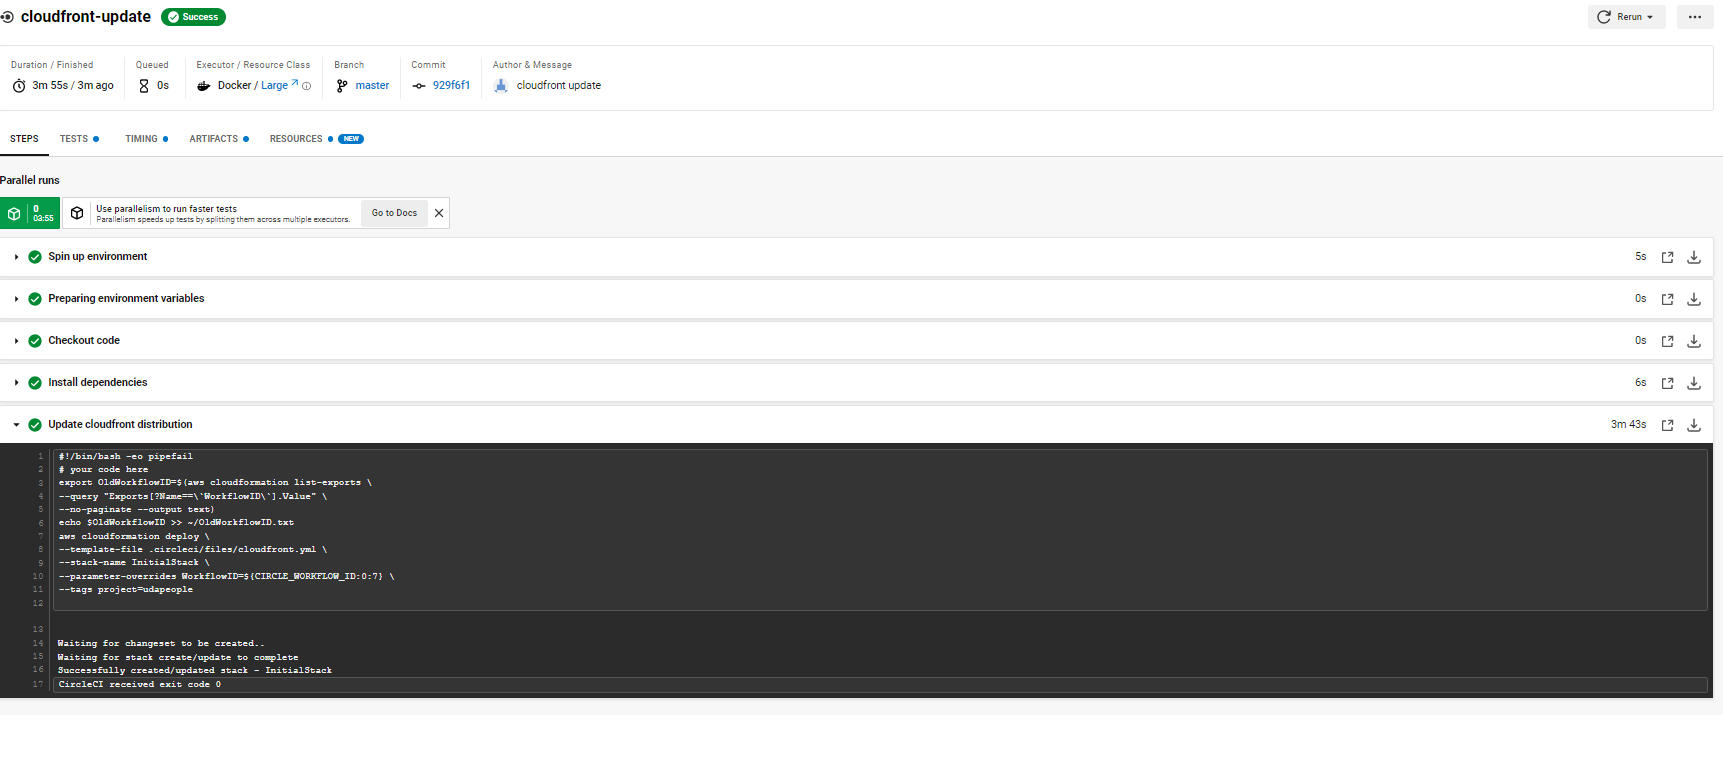 cloudfront-update Success Rerun
Duration / Finished Queued Executor / Resource Class Branch Commit Author & Message
3m 55s / 3m ago 0s Docker / Large master 929f6f1 cloudfront update
STEPS TESTS TIMING ARTIFACTS RESOURCES NEW
Parallel runs
0
03:55
Use parallelism to run faster tests
Parallelism speeds up tests by splitting them across multiple executors.
Go to Docs
Spin up environment 5s
Preparing environment variables 0s
Checkout code 0s
Install dependencies 6s
Update cloudfront distribution 3m 43s
1 #!/bin/bash -eo pipefail
2 # your code here
3 export OldWorkflowID=$(aws cloudformation list-exports \
4 --query "Exports[?Name==\`WorkflowID\`].Value" \
5 --no-paginate --output text)
6 echo $OldWorkflowID >> ~/OldWorkflowID.txt
7 aws cloudformation deploy \
8 --template-file .circleci/files/cloudfront.yml \
9 --stack-name InitialStack \
10 --parameter-overrides WorkflowID=${CIRCLE_WORKFLOW_ID:0:7} \
11 --tags project=udapeople
12
13
14 Waiting for changeset to be created..
15 Waiting for stack create/update to complete
16 Successfully created/updated stack - InitialStack
17 CircleCI received exit code 0